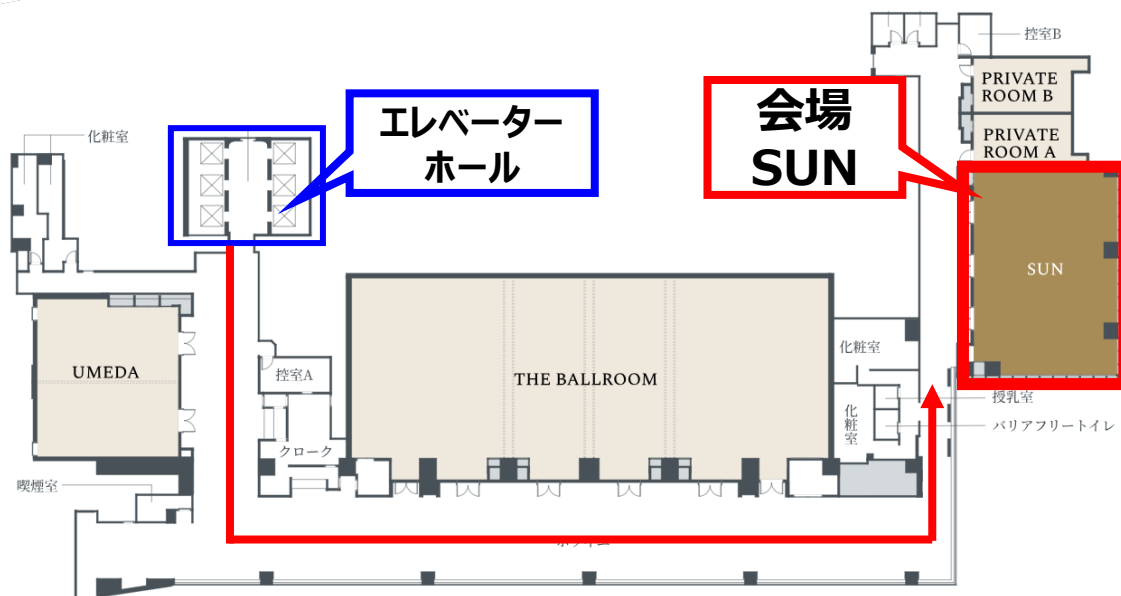 控室B
PRIVATE
ROOM B
会場
SUN
エレベーター
ホール
化粧室
PRIVATE
ROOM A
SUN
化粧室
UMEDA
控室A
THE BALLROOM
授乳室
化粧室
バリアフリートイレ
クローク
喫煙室